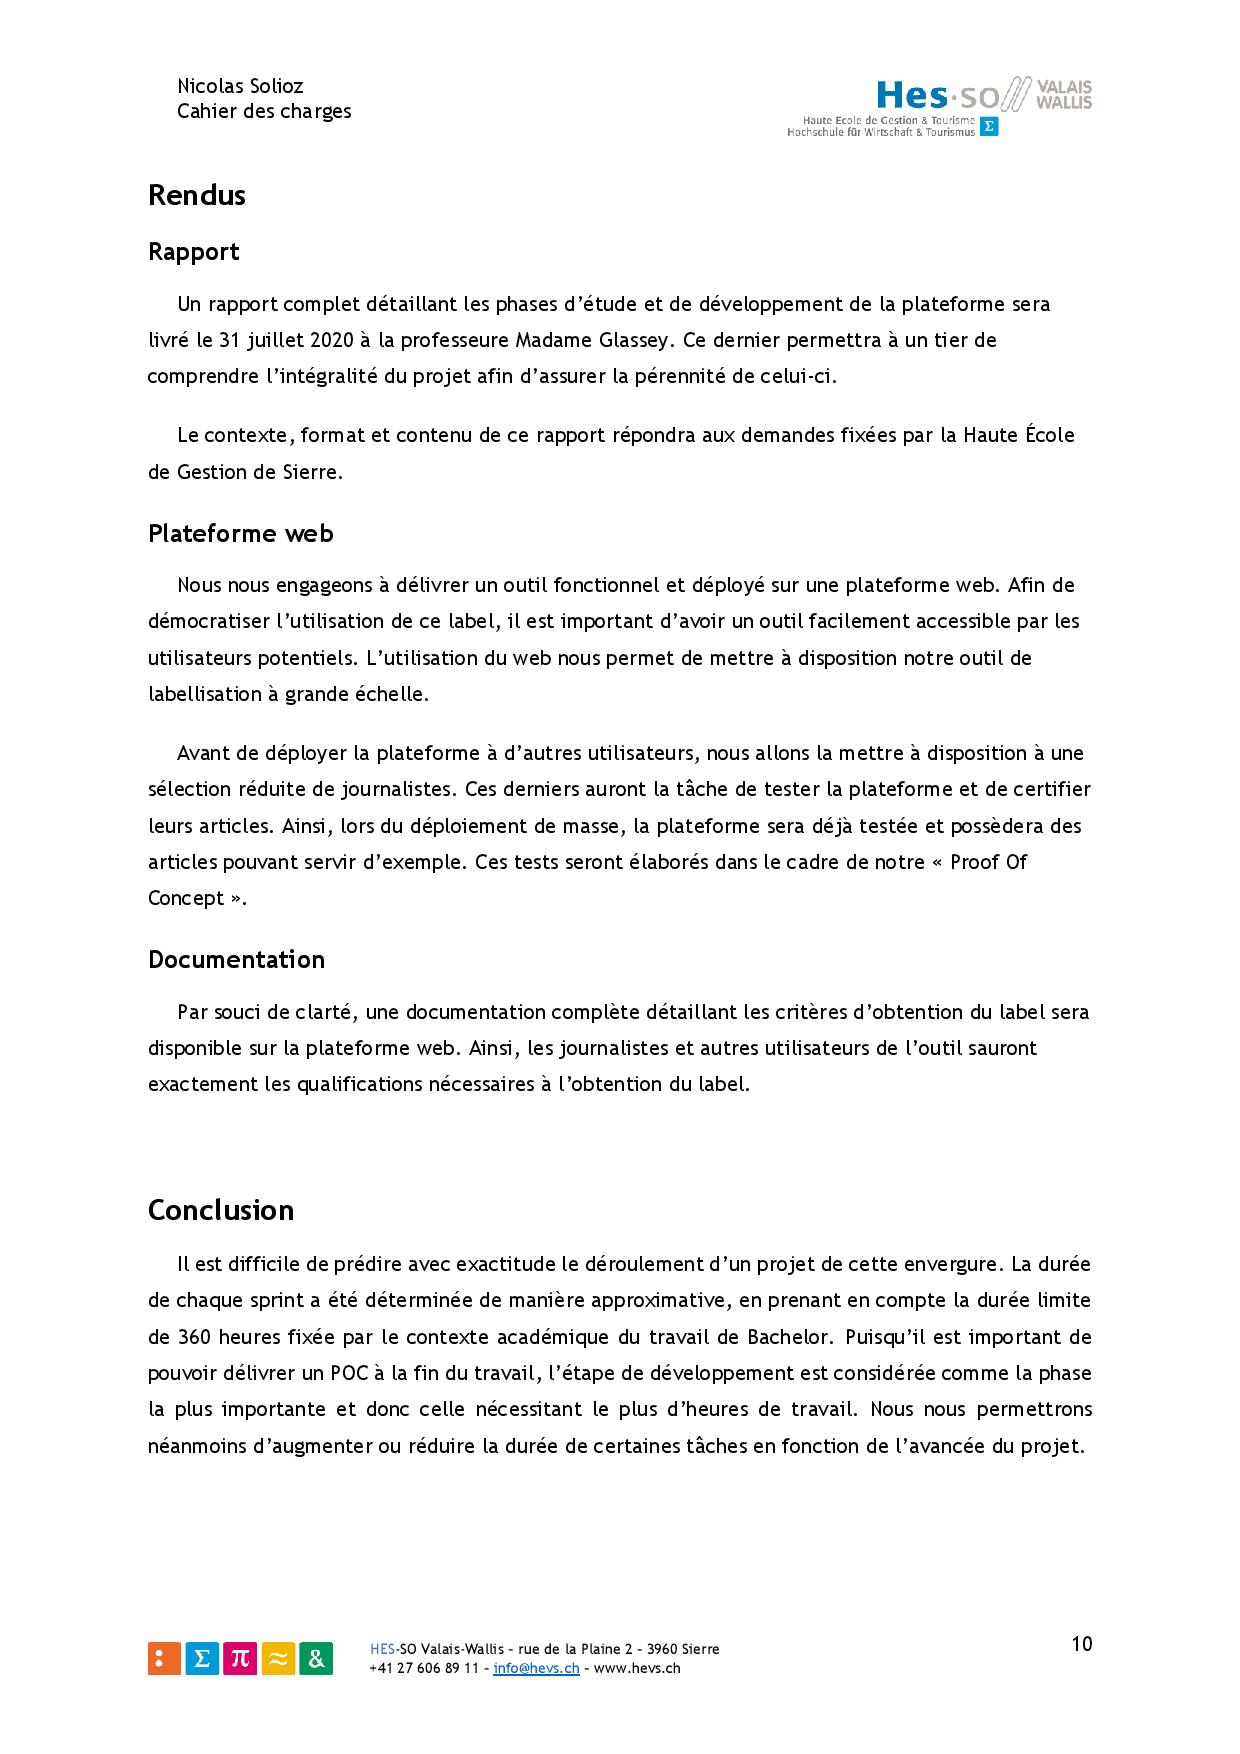 Nicolas Solioz
Cahier des charges
Hes·so VALAIS
WALLIS
Haute Ecole de Gestion & Tourisme
Hochschule für Wirtschaft & Tourismus Σ
Rendus
Rapport
Un rapport complet détaillant les phases d’étude et de développement de la plateforme sera
livré le 31 juillet 2020 à la professeure Madame Glassey. Ce dernier permettra à un tier de
comprendre l’intégralité du projet afin d’assurer la pérennité de celui-ci.
Le contexte, format et contenu de ce rapport répondra aux demandes fixées par la Haute École
de Gestion de Sierre.
Plateforme web
Nous nous engageons à délivrer un outil fonctionnel et déployé sur une plateforme web. Afin de
démocratiser l’utilisation de ce label, il est important d’avoir un outil facilement accessible par les
utilisateurs potentiels. L’utilisation du web nous permet de mettre à disposition notre outil de
labellisation à grande échelle.
Avant de déployer la plateforme à d’autres utilisateurs, nous allons la mettre à disposition à une
sélection réduite de journalistes. Ces derniers auront la tâche de tester la plateforme et de certifier
leurs articles. Ainsi, lors du déploiement de masse, la plateforme sera déjà testée et possèdera des
articles pouvant servir d’exemple. Ces tests seront élaborés dans le cadre de notre « Proof Of
Concept ».
Documentation
Par souci de clarté, une documentation complète détaillant les critères d’obtention du label sera
disponible sur la plateforme web. Ainsi, les journalistes et autres utilisateurs de l’outil sauront
exactement les qualifications nécessaires à l’obtention du label.
Conclusion
Il est difficile de prédire avec exactitude le déroulement d’un projet de cette envergure. La durée
de chaque sprint a été déterminée de manière approximative, en prenant en compte la durée limite
de 360 heures fixée par le contexte académique du travail de Bachelor. Puisqu’il est important de
pouvoir délivrer un POC à la fin du travail, l’étape de développement est considérée comme la phase
la plus importante et donc celle nécessitant le plus d’heures de travail. Nous nous permettrons
néanmoins d’augmenter ou réduire la durée de certaines tâches en fonction de l’avancée du projet.
: Σ π ≈ &
HES-SO Valais-Wallis – rue de la Plaine 2 – 3960 Sierre
+41 27 606 89 11 – info@hevs.ch – www.hevs.ch
10